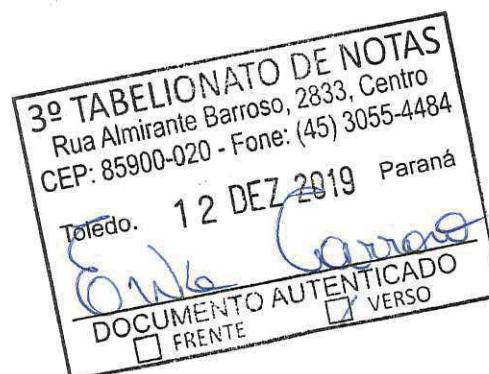 3º TABELIONATO DE NOTAS
Rua Almirante Barroso, 2833, Centro
CEP: 85900-020 - Fone: (45) 3055-4484
Toledo. 12 DEZ 2019 Paraná
DOCUMENTO AUTENTICADO
☐ FRENTE ☑ VERSO